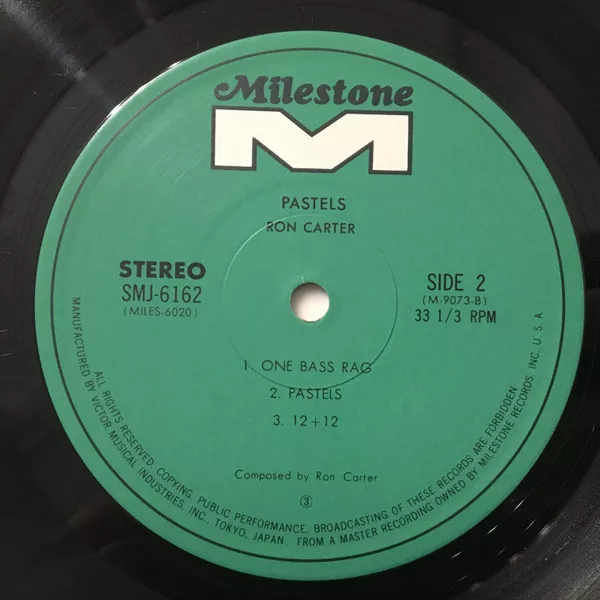 Milestone
M
PASTELS
RON CARTER
STEREO
SMJ-6162
(MILES-6020)
SIDE 2
(M-9073-B)
33 1/3 RPM
1. ONE BASS RAG
2. PASTELS
3. 12+12
Composed by Ron Carter
③
ALL RIGHTS RESERVED COPYING, PUBLIC PERFORMANCE, BROADCASTING OF THESE RECORDS ARE FORBIDDEN.
MANUFACTURED BY VICTOR MUSICAL INDUSTRIES, INC., TOKYO, JAPAN. FROM A MASTER RECORDING OWNED BY MILESTONE RECORDS, INC, U.S.A